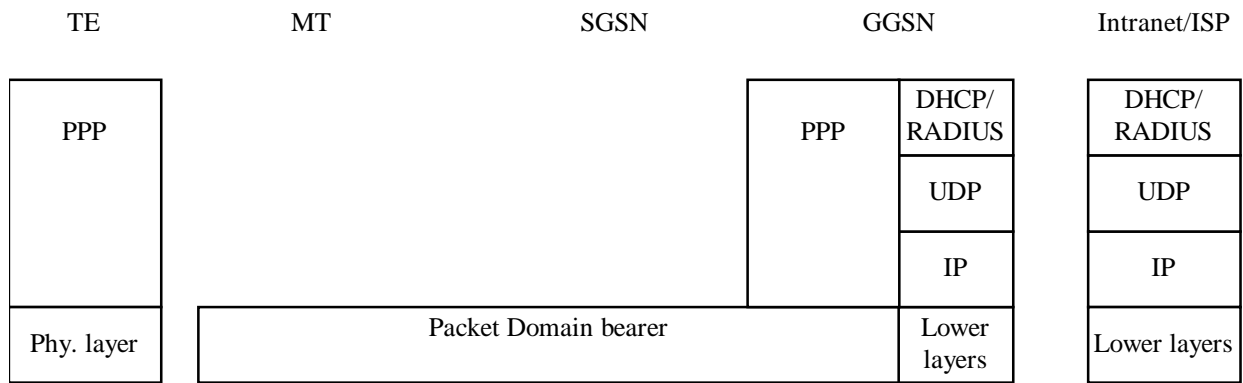 TE MT SGSN GGSN Intranet/ISP
PPP PPP DHCP/ DHCP/
RADIUS RADIUS
UDP UDP
IP IP
Phy. layer Packet Domain bearer Lower Lower layers
layers